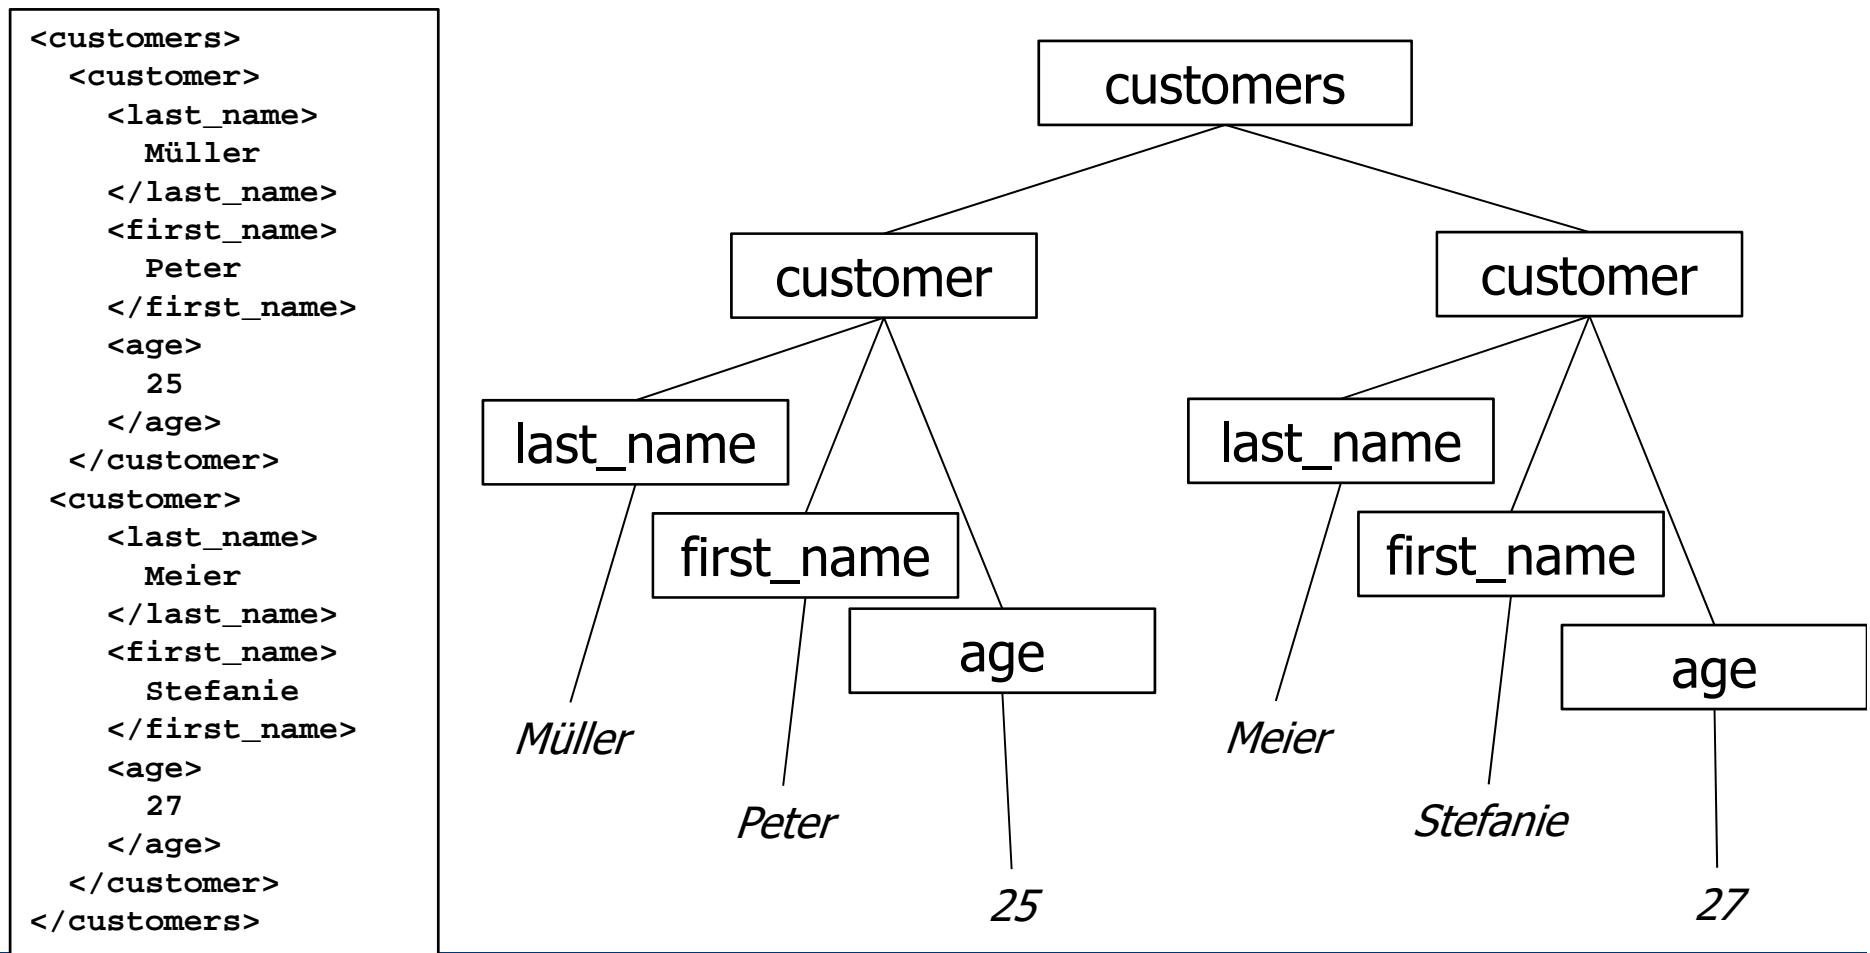 <customers>
<customer>
<last_name>
Müller
</last_name>
<first_name>
Peter
</first_name>
<age>
25
</age>
</customer>
<customer>
<last_name>
Meier
</last_name>
<first_name>
Stefanie
</first_name>
<age>
27
</age>
</customer>
</customers>
customers
customer
customer
last_name
last_name
first_name
first_name
age
age
Müller
Meier
Peter
Stefanie
25
27